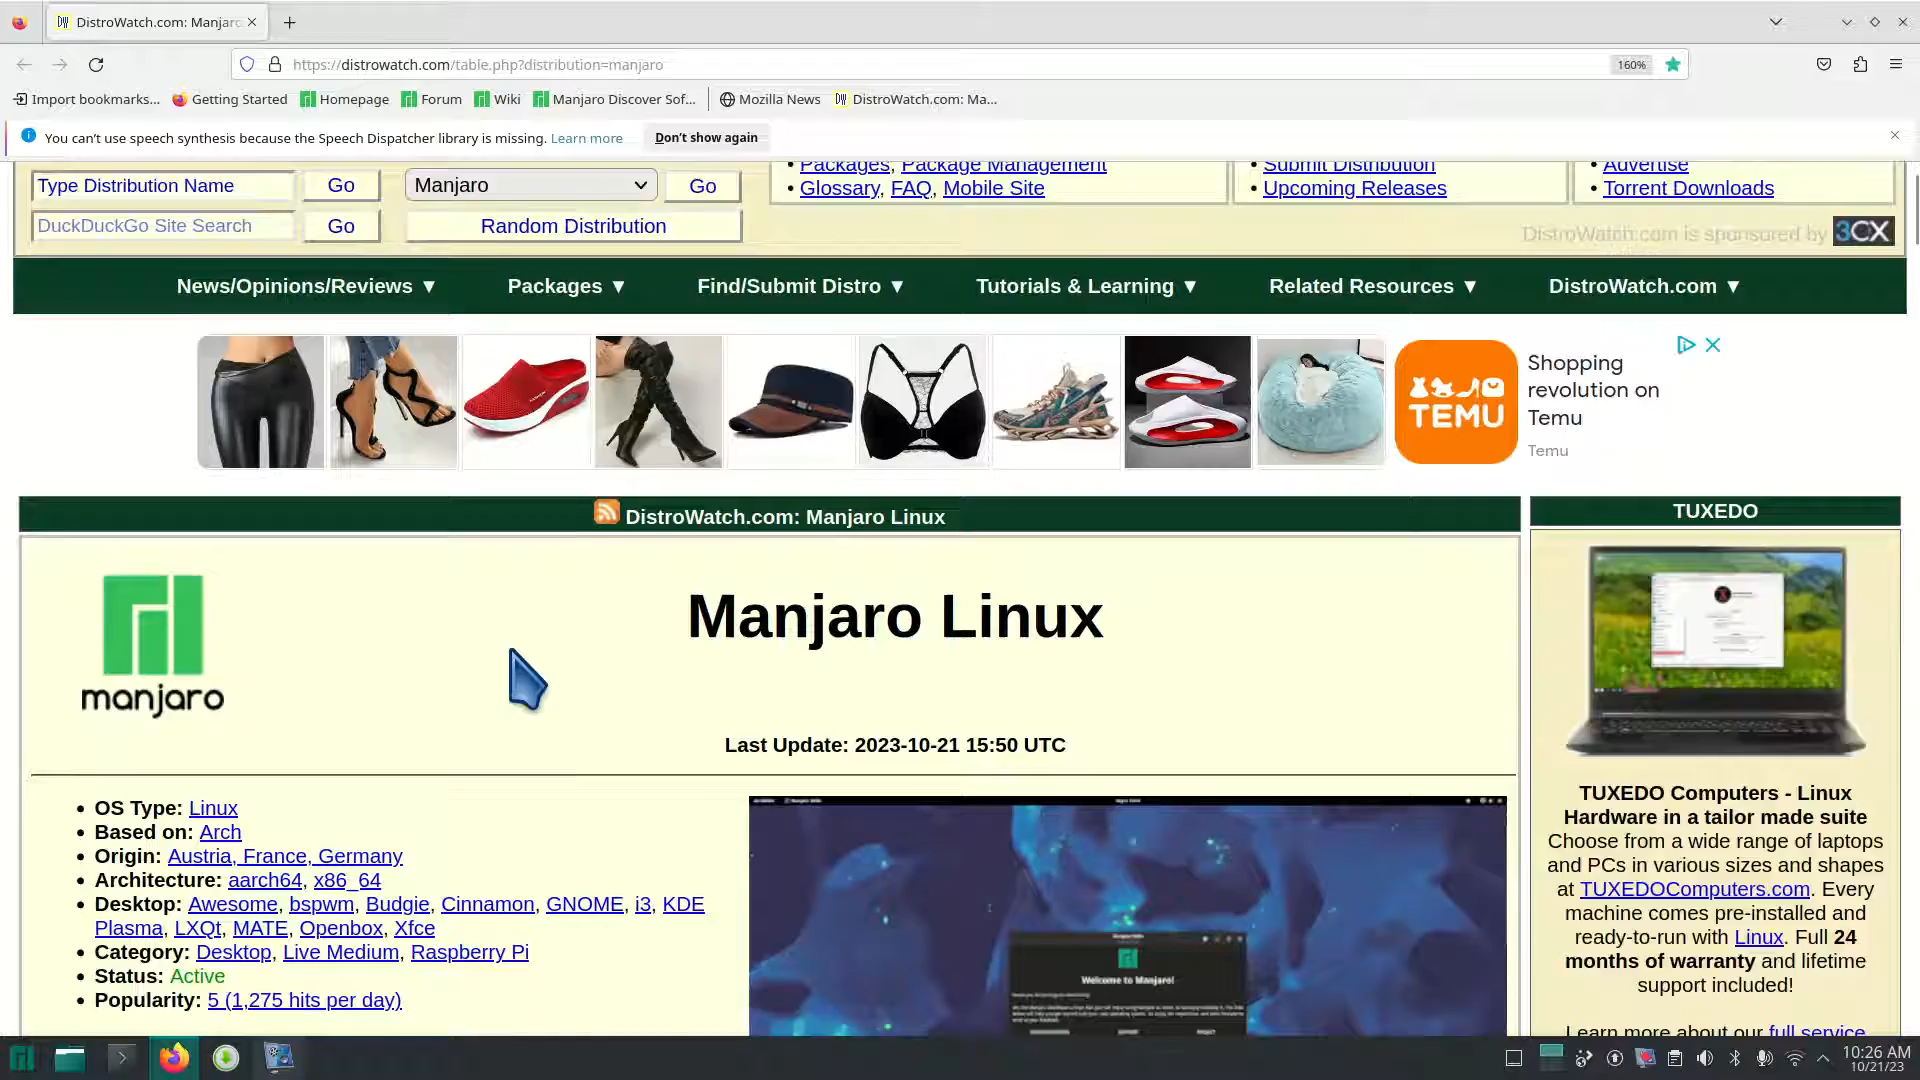 DistroWatch.com: Manjaro
https://distrowatch.com/table.php?distribution=manjaro
160%
Import bookmarks...
Getting Started
Homepage
Forum
Wiki
Manjaro Discover Sof...
Mozilla News
DistroWatch.com: Ma...
You can't use speech synthesis because the Speech Dispatcher library is missing. Learn more
Don't show again
• Packages, Package Management
• Submit Distribution
• Advertise
Type Distribution Name
Go
Manjaro
Go
• Glossary, FAQ, Mobile Site
• Upcoming Releases
• Torrent Downloads
DuckDuckGo Site Search
Go
Random Distribution
DistroWatch.com is sponsored by
3CX
News/Opinions/Reviews ▼
Packages ▼
Find/Submit Distro ▼
Tutorials & Learning ▼
Related Resources ▼
DistroWatch.com ▼
TEMU
Shopping
revolution on
Temu
Temu
DistroWatch.com: Manjaro Linux
manjaro
Manjaro Linux
Last Update: 2023-10-21 15:50 UTC
• OS Type: Linux
• Based on: Arch
• Origin: Austria, France, Germany
• Architecture: aarch64, x86_64
• Desktop: Awesome, bspwm, Budgie, Cinnamon, GNOME, i3, KDE
Plasma, LXQt, MATE, Openbox, Xfce
• Category: Desktop, Live Medium, Raspberry Pi
• Status: Active
• Popularity: 5 (1,275 hits per day)
Welcome to Manjaro!
TUXEDO
TUXEDO Computers - Linux
Hardware in a tailor made suite
Choose from a wide range of laptops
and PCs in various sizes and shapes
at TUXEDOComputers.com. Every
machine comes pre-installed and
ready-to-run with Linux. Full 24
months of warranty and lifetime
support included!
Learn more about our full service
10:26 AM
10/21/23